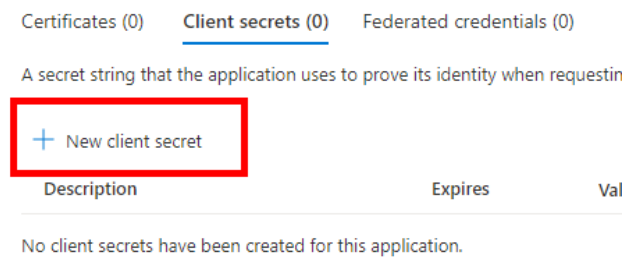 Certificates (0) Client secrets (0) Federated credentials (0)
A secret string that the application uses to prove its identity when
New client secret
Description Expires
No client secrets have been created for this application.